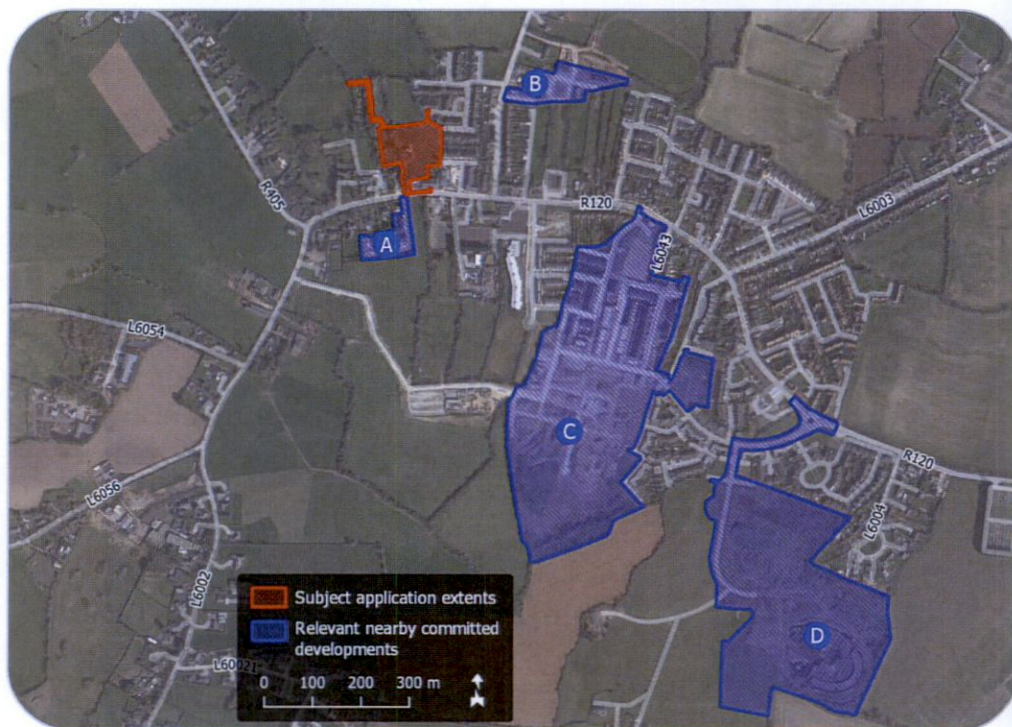 B
R405
R120
L6003
A
L6043
L6054
C
R120
L6056
L6004
L6002
Subject application extents
Relevant nearby committed
developments
D
L60021
0 100 200 300 m